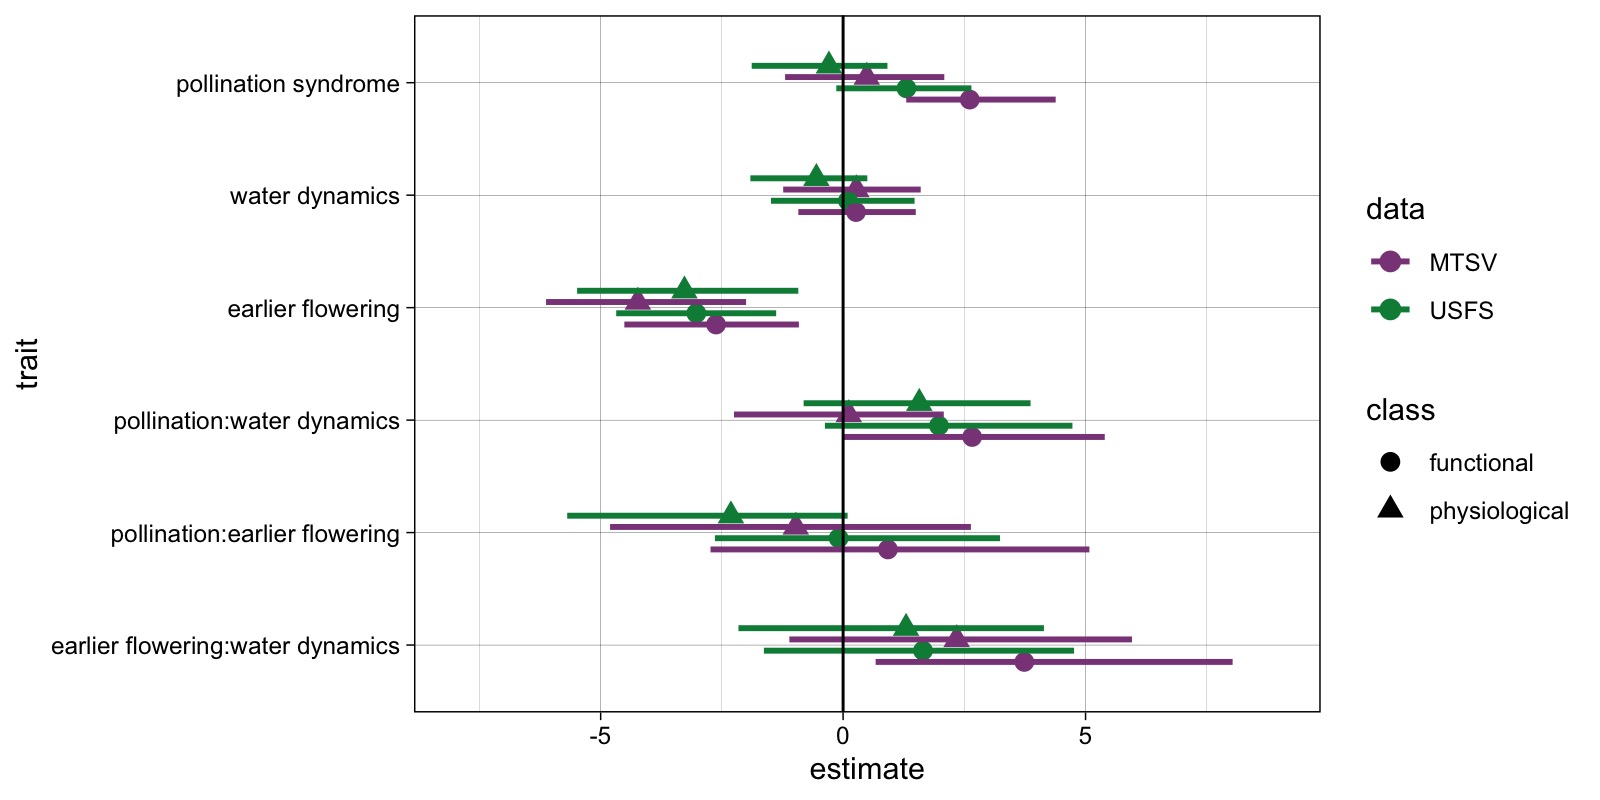 pollination syndrome
water dynamics
earlier flowering
pollination:water dynamics
pollination:earlier flowering
earlier flowering:water dynamics
trait
-5
0
5
estimate
data
MTSV
USFS
class
functional
physiological